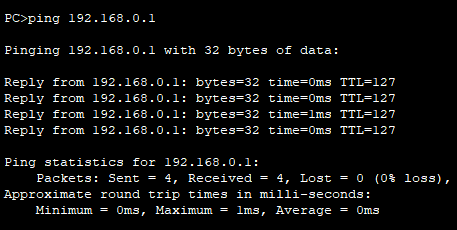 PC>ping 192.168.0.1
Pinging 192.168.0.1 with 32 bytes of data:
Reply from 192.168.0.1: bytes=32 time=0ms TTL=127
Reply from 192.168.0.1: bytes=32 time=0ms TTL=127
Reply from 192.168.0.1: bytes=32 time=1ms TTL=127
Reply from 192.168.0.1: bytes=32 time=0ms TTL=127
Ping statistics for 192.168.0.1:
    Packets: Sent = 4, Received = 4, Lost = 0 (0% loss),
Approximate round trip times in milli-seconds:
    Minimum = 0ms, Maximum = 1ms, Average = 0ms